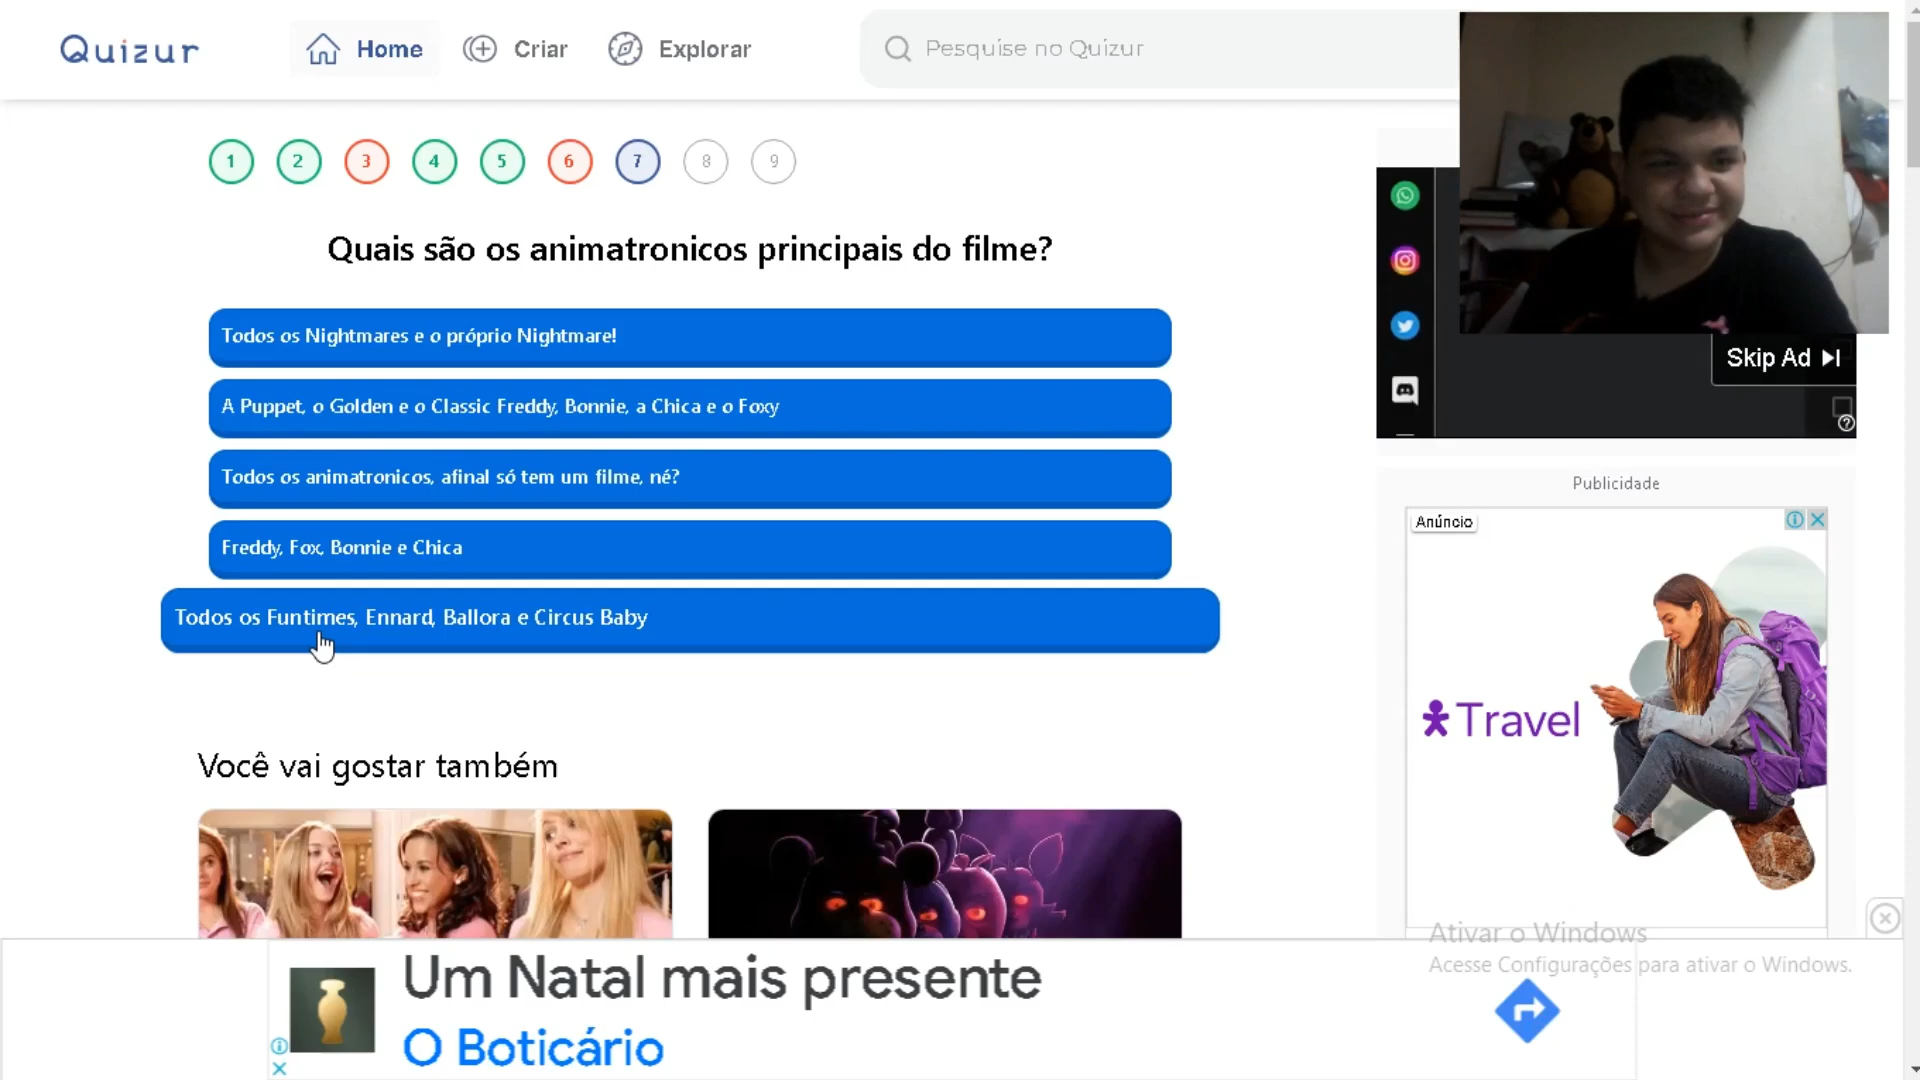 Quizur
Home
Criar
Explorar
Pesquise no Quizur
1 2 3 4 5 6 7 8 9
Quais são os animatronicos principais do filme?
Todos os Nightmares e o próprio Nightmare!
A Puppet, o Golden e o Classic Freddy, Bonnie, a Chica e o Foxy
Todos os animatronicos, afinal só tem um filme, né?
Freddy, Fox, Bonnie e Chica
Todos os Funtimes, Ennard, Ballora e Circus Baby
Skip Ad
Publicidade
Anúncio
Travel
Você vai gostar também
Um Natal mais presente
O Boticário
Ativar o Windows
Acesse Configurações para ativar o Windows.